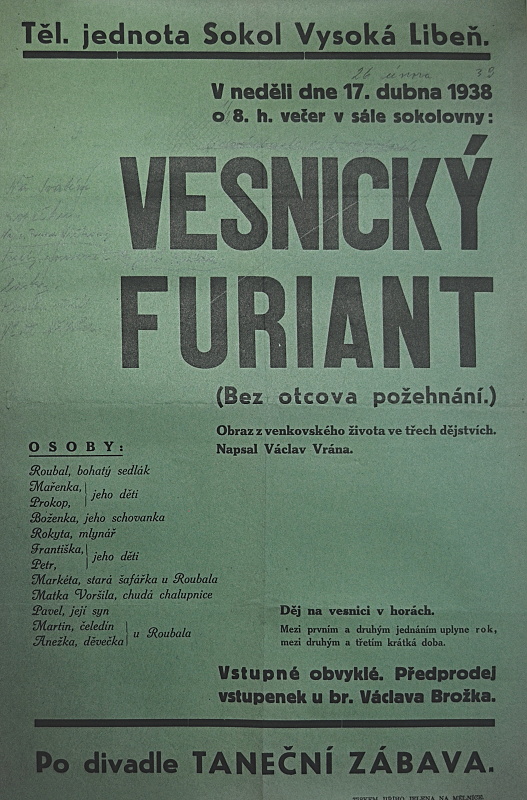 Těl. jednota Sokol Vysoká Libeň.
26 února 39
V neděli dne 17. dubna 1938
o 8. h. večer v sále sokolovny:
VESNICKÝ
FURIANT
(Bez otcova požehnání.)
Obraz z venkovského života ve třech dějstvích.
Napsal Václav Vrána.
OSOBY:
Roubal, bohatý sedlák
Mařenka,
Prokop,
jeho děti
Boženka, jeho schovanka
Rokyta, mlynář
Františka,
Petr,
jeho děti
Markéta, stará šafářka u Roubala
Matka Voršila, chudá chalupnice
Pavel, její syn
Martin, čeledín
Anežka, děvečka
u Roubala
Děj na vesnici v horách.
Mezi prvním a druhým jednáním uplyne rok,
mezi druhým a třetím krátká doba.
Vstupné obvyklé. Předprodej
vstupenek u br. Václava Brožka.
Po divadle TANEČNÍ ZÁBAVA.